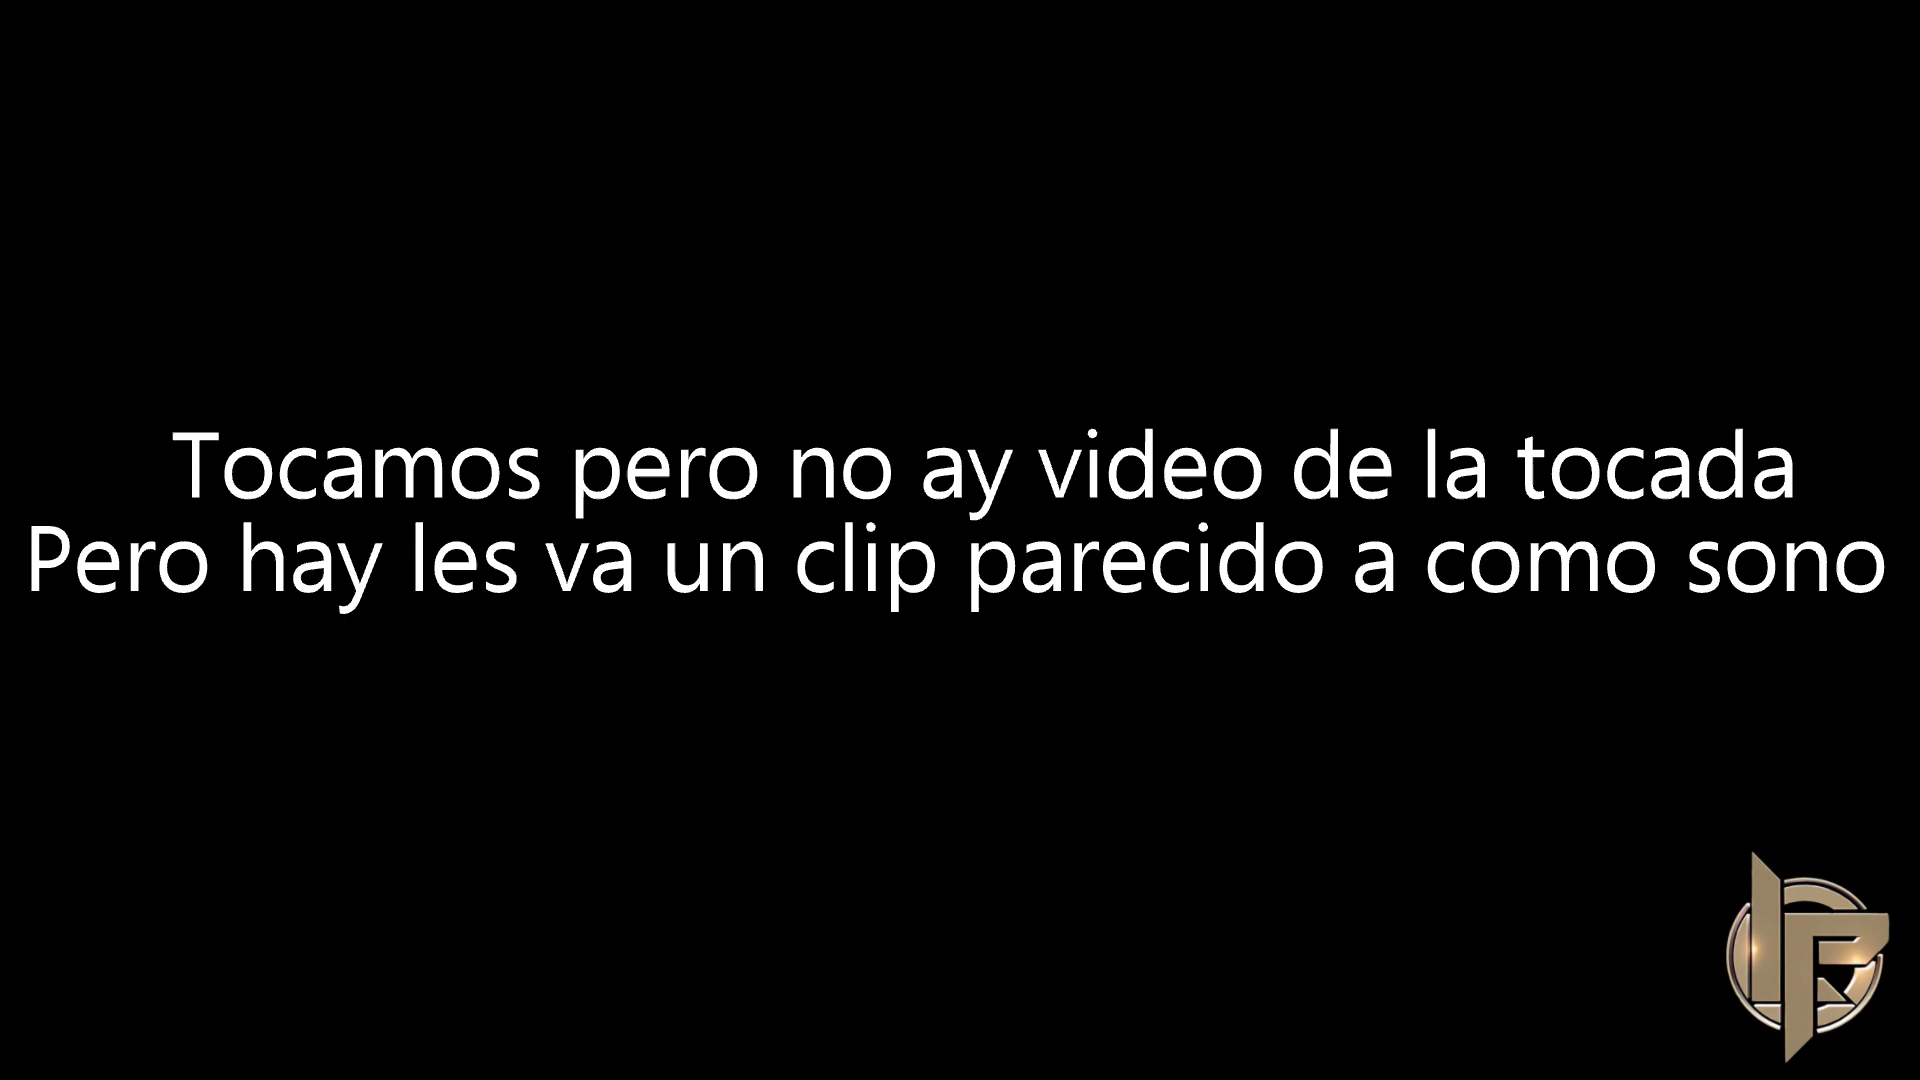 Tocamos pero no ay video de la tocada
Pero hay les va un clip parecido a como sono